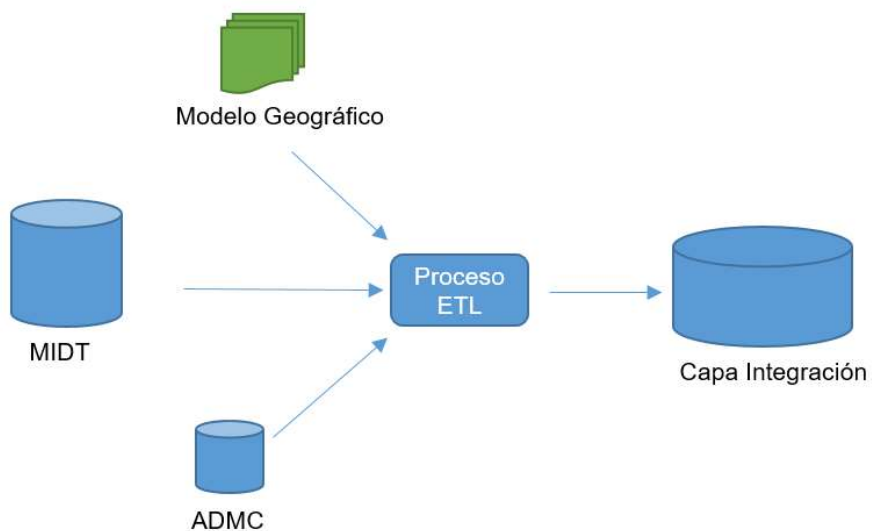 Modelo Geográfico
MIDT
Proceso
ETL
Capa Integración
ADMC